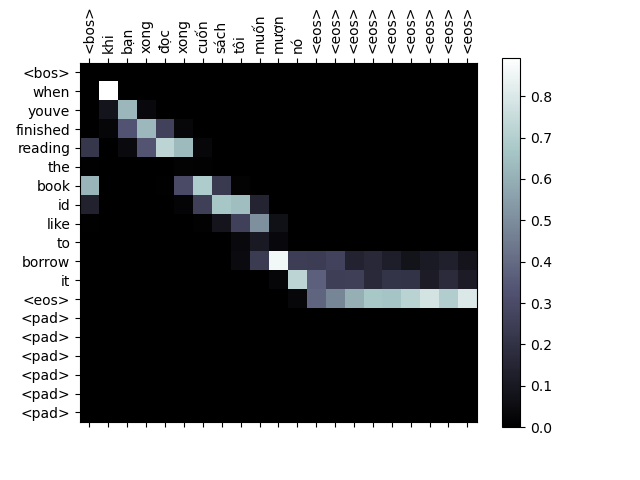 <bos> khi bạn xong đọc xong cuốn sách tôi muốn mượn nó <eos> <eos> <eos> <eos> <eos> <eos> <eos> <eos> <eos>
<bos>
when
youve
finished
reading
the
book
id
like
to
borrow
it
<eos>
<pad>
<pad>
<pad>
<pad>
<pad>
<pad>
0.8
0.7
0.6
0.5
0.4
0.3
0.2
0.1
0.0